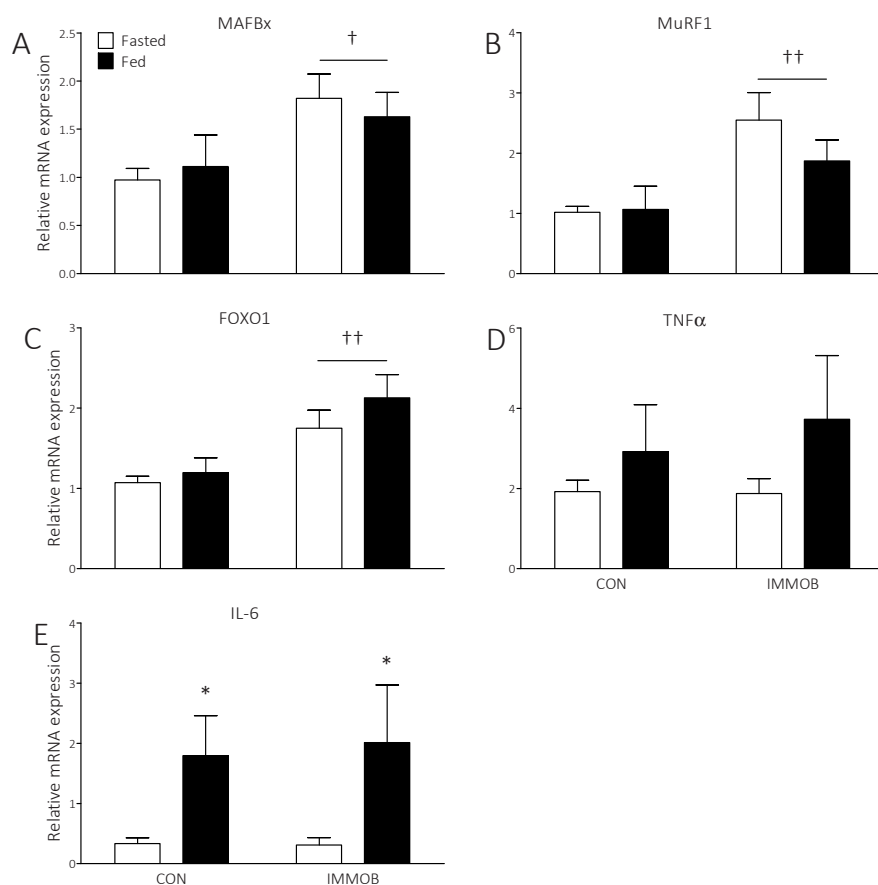 A
MAFBx
Relative mRNA expression
2.5
2.0
1.5
1.0
0.5
0.0
Fasted
Fed
†
B
MuRF1
4
3
2
1
0
††
C
FOXO1
Relative mRNA expression
3
2
1
0
††
D
TNFα
6
4
2
0
CON IMMOB
E
IL-6
Relative mRNA expression
4
3
2
1
0
*
*
CON IMMOB